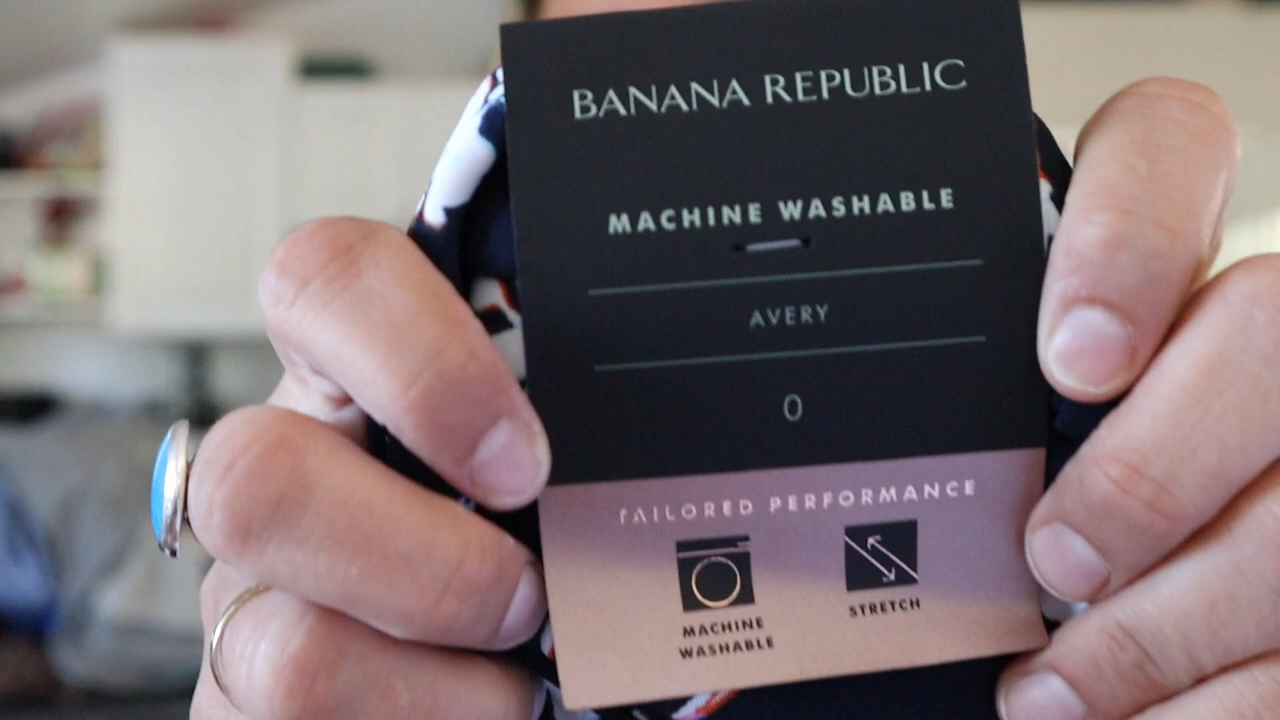 BANANA REPUBLIC
MACHINE WASHABLE
AVERY
0
TAILORED PERFORMANCE
MACHINE
WASHABLE
STRETCH